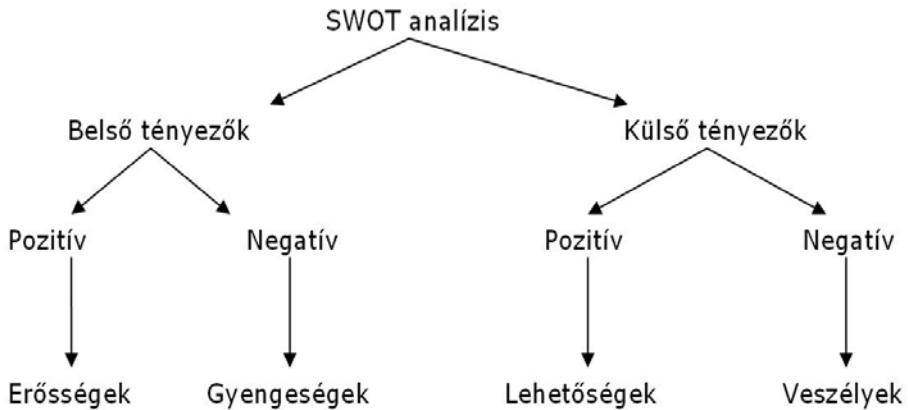 SWOT analízis
Belső tényezők Külső tényezők
Pozitív Negatív Pozitív Negatív
Erősségek Gyengeségek Lehetőségek Veszélyek